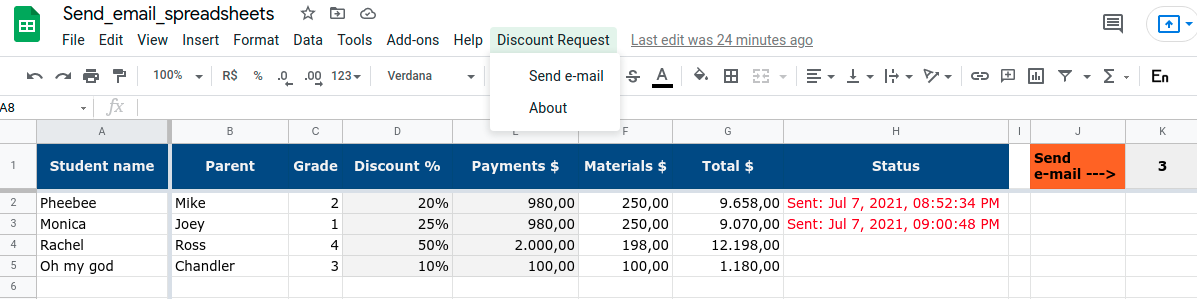 Send_email_spreadsheets
File Edit View Insert Format Data Tools Add-ons Help Discount Request Last edit was 24 minutes ago
100% R$ % .0 .00 123 Verdana S A Σ En
Send e-mail
About
A8 fx
A B C D E F G H I J K
1 Student name Parent Grade Discount % Payments $ Materials $ Total $ Status Send e-mail ---> 3
2 Pheebee Mike 2 20% 980,00 250,00 9.658,00 Sent: Jul 7, 2021, 08:52:34 PM
3 Monica Joey 1 25% 980,00 250,00 9.070,00 Sent: Jul 7, 2021, 09:00:48 PM
4 Rachel Ross 4 50% 2.000,00 198,00 12.198,00
5 Oh my god Chandler 3 10% 100,00 100,00 1.180,00
6